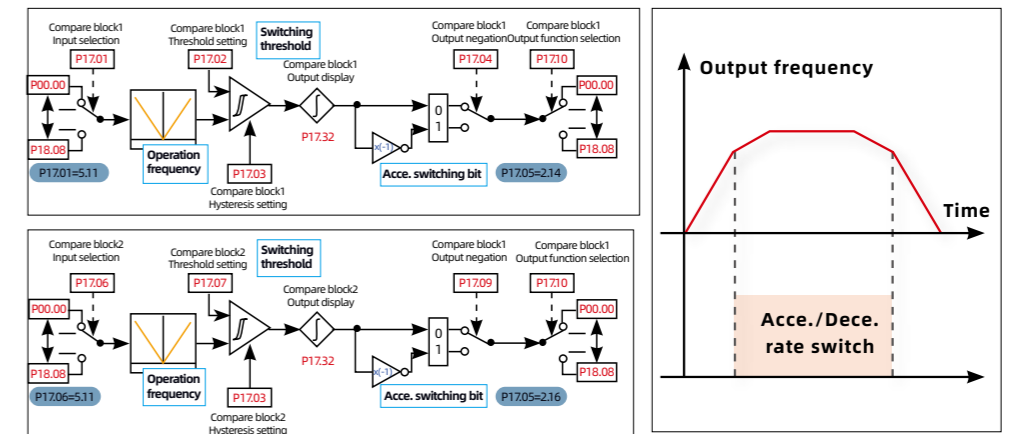 Compare block1
Input selection
P17.01
Compare block1
Threshold setting
P17.02
Switching
threshold
Compare block1
Output display
Compare block1
Output negation
P17.04
Compare block1
Output function selection
P17.10
P00.00
P18.08
P17.01=5.11
Operation
frequency
P17.03
Compare block1
Hysteresis setting
P17.32
x(-1)
0
1
Acce. switching bit
P17.05=2.14
P00.00
P18.08
Compare block2
Input selection
P17.06
Compare block2
Threshold setting
P17.07
Switching
threshold
Compare block2
Output display
Compare block1
Output negation
P17.09
Compare block1
Output function selection
P17.10
P00.00
P18.08
P17.06=5.11
Operation
frequency
P17.03
Compare block2
Hysteresis setting
P17.32
x(-1)
0
1
Acce. switching bit
P17.05=2.16
P00.00
P18.08
Output frequency
Time
Acce./Dece.
rate switch